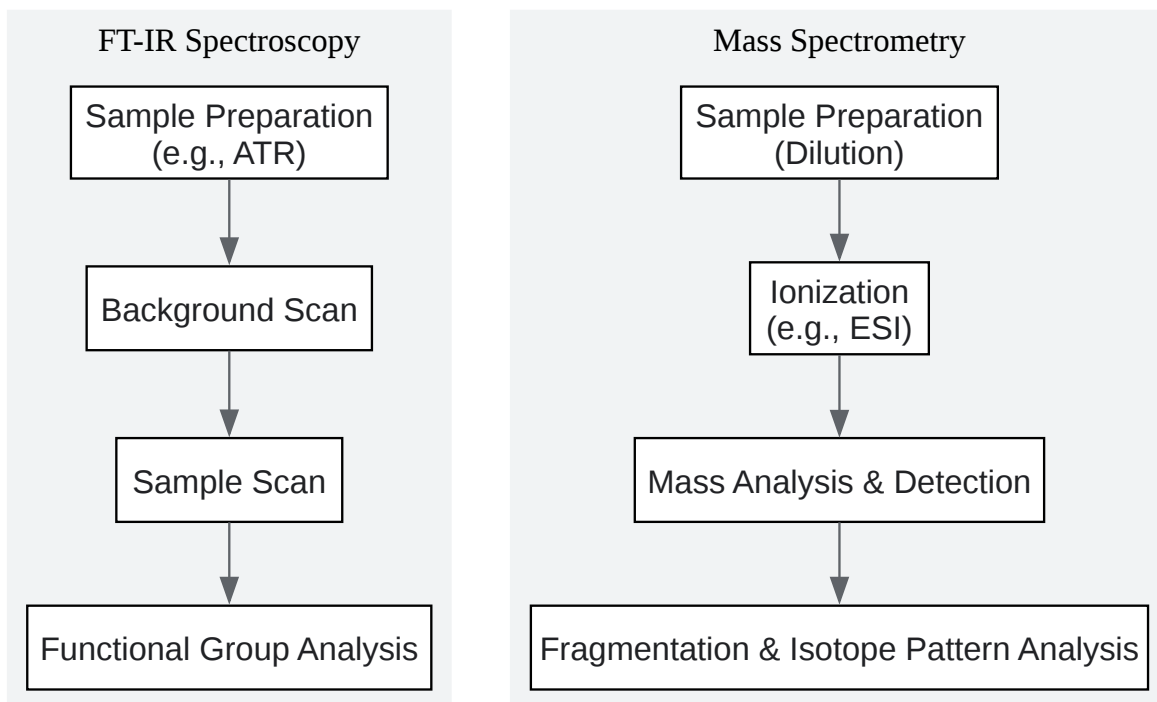 FT-IR Spectroscopy
Sample Preparation
(e.g., ATR)
Background Scan
Sample Scan
Functional Group Analysis
Mass Spectrometry
Sample Preparation
(Dilution)
Ionization
(e.g., ESI)
Mass Analysis & Detection
Fragmentation & Isotope Pattern Analysis